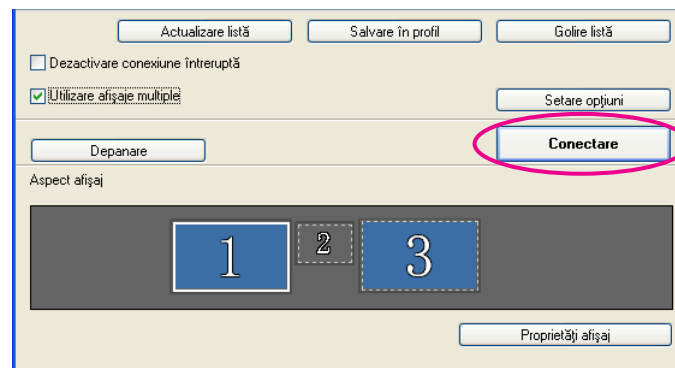 Actualizare listă Salvare în profil Golire listă
Dezactivare conexiune întreruptă
Utilizare afişaje multiple
Setare opţiuni
Depanare Conectare
Aspect afişaj
1 2 3
Proprietăţi afişaj